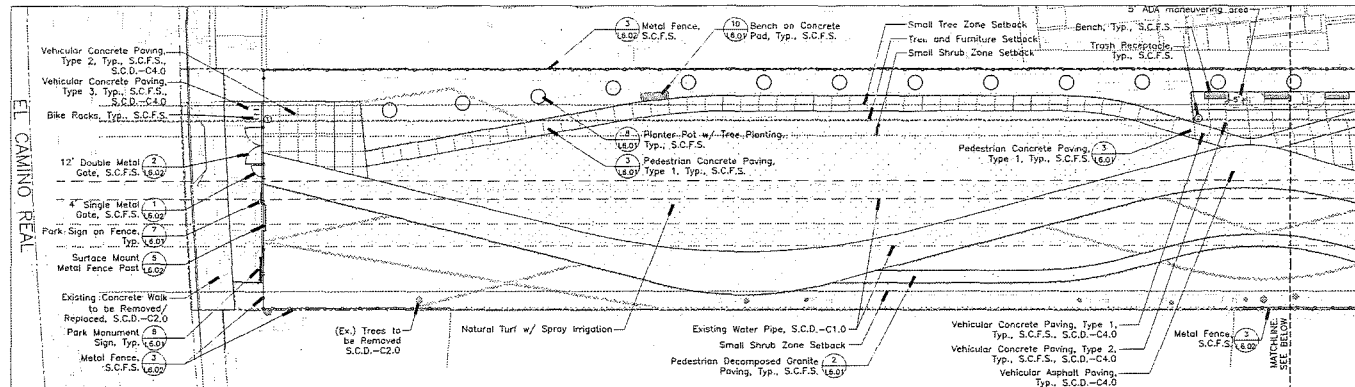 Vehicular Concrete Paving,
Type 2, Typ., S.C.F.S.,
S.C.D.-C4.0
Vehicular Concrete Paving,
Type 3, Typ., S.C.F.S.,
S.C.D.-C4.0
Bike Racks, Typ., S.C.F.S.
EL CAMINO REAL
12' Double Metal
Gate, S.C.F.S.
2
L6.02
4' Single Metal
Gate, S.C.F.S.
1
L6.02
Park Sign on Fence,
Typ.
7
L6.01
Surface Mount
Metal Fence Post
5
L6.02
Existing Concrete Walk
to be Removed/
Replaced, S.C.D.-C2.0
Park Monument
Sign, Typ.
6
L6.01
Metal Fence,
S.C.F.S.
3
L6.02
3
L6.02
Metal Fence,
S.C.F.S.
10
L6.01
Bench on Concrete
Pad, Typ., S.C.F.S.
Small Tree Zone Setback
Tree and Furniture Setback
Small Shrub Zone Setback
5' ADA maneuvering area
Bench, Typ., S.C.F.S.
Trash Receptacle,
Typ., S.C.F.S.
5'
8
L6.01
Planter Pot w/ Tree Planting,
Typ., S.C.F.S.
3
L6.01
Pedestrian Concrete Paving,
Type 1, Typ., S.C.F.S.
Pedestrian Concrete Paving,
Type 1, Typ., S.C.F.S.
3
L6.01
(Ex.) Trees to
be Removed
S.C.D.-C2.0
Natural Turf w/ Spray Irrigation
Existing Water Pipe, S.C.D.-C1.0
Small Shrub Zone Setback
Pedestrian Decomposed Granite
Paving, Typ., S.C.F.S.
2
L6.01
Vehicular Concrete Paving, Type 1,
Typ., S.C.F.S., S.C.D.-C4.0
Vehicular Concrete Paving, Type 2,
Typ., S.C.F.S., S.C.D.-C4.0
Vehicular Asphalt Paving,
Typ., S.C.D.-C4.0
Metal Fence,
S.C.F.S.
3
L6.02
MATCHLINE:
SEE BELOW